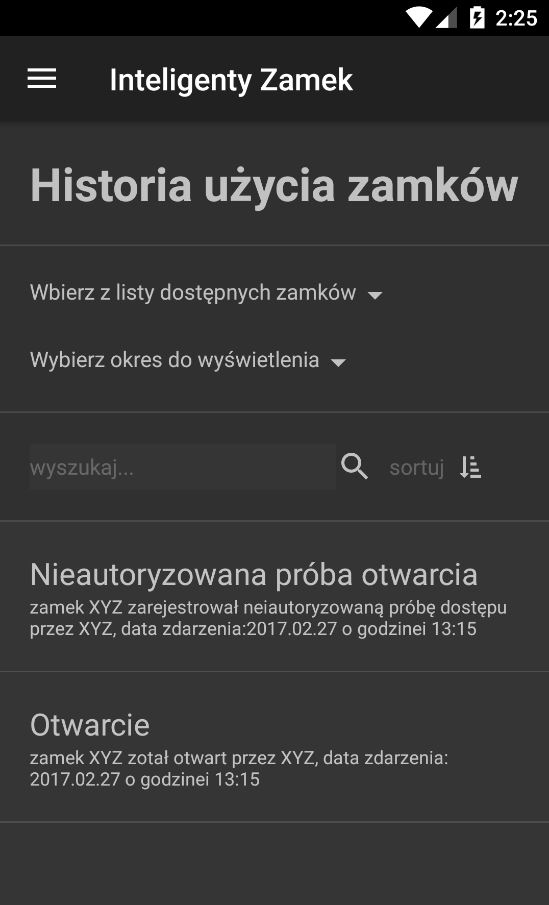 2:25
Inteligenty Zamek
Historia użycia zamków
Wbierz z listy dostępnych zamków
Wybierz okres do wyświetlenia
wyszukaj... sortuj
Nieautoryzowana próba otwarcia
zamek XYZ zarejestrował neiautoryzowaną próbę dostępu
przez XYZ, data zdarzenia:2017.02.27 o godzinei 13:15
Otwarcie
zamek XYZ zotał otwart przez XYZ, data zdarzenia:
2017.02.27 o godzinei 13:15